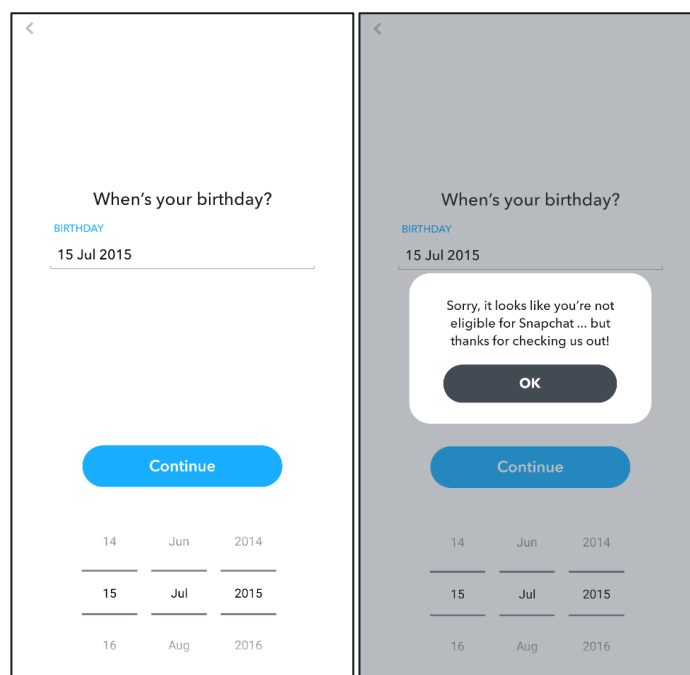 When's your birthday?
BIRTHDAY
15 Jul 2015
Continue
14 Jun 2014
15 Jul 2015
16 Aug 2016
When's your birthday?
BIRTHDAY
15 Jul 2015
Sorry, it looks like you're not
eligible for Snapchat ... but
thanks for checking us out!
OK
Continue
14 Jun 2014
15 Jul 2015
16 Aug 2016